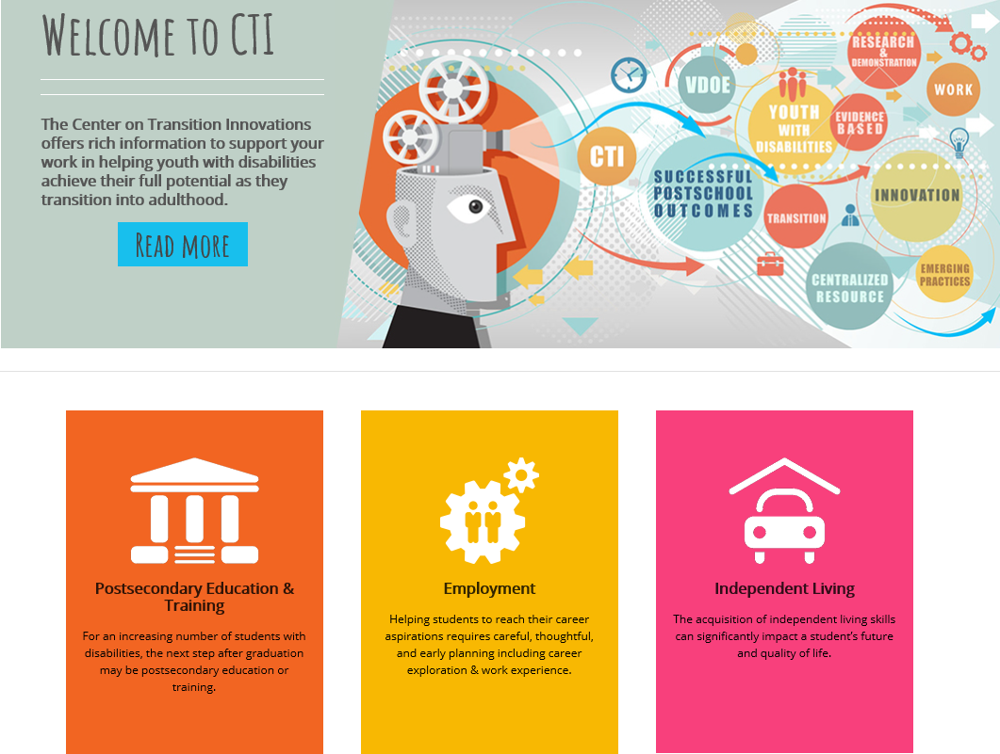 Welcome to CTI
The Center on Transition Innovations
offers rich information to support your
work in helping youth with disabilities
achieve their full potential as they
transition into adulthood.
Read more
CTI
VDOE
SUCCESSFUL
POSTSCHOOL
OUTCOMES
YOUTH
WITH
DISABILITIES
RESEARCH
&
DEMONSTRATION
WORK
EVIDENCE
BASED
TRANSITION
INNOVATION
CENTRALIZED
RESOURCE
EMERGING
PRACTICES
Postsecondary Education &
Training
For an increasing number of students with
disabilities, the next step after graduation
may be postsecondary education or
training.
Employment
Helping students to reach their career
aspirations requires careful, thoughtful,
and early planning including career
exploration & work experience.
Independent Living
The acquisition of independent living skills
can significantly impact a student's future
and quality of life.